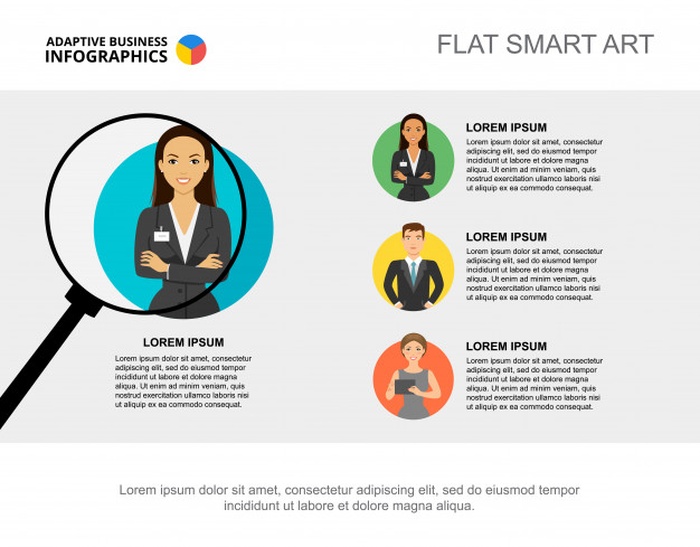 ADAPTIVE BUSINESS
INFOGRAPHICS
FLAT SMART ART
LOREM IPSUM
Lorem ipsum dolor sit amet, consectetur
adipiscing elit, sed do eiusmod tempor
exercitation ut labore et dolore magna
aliqua. Ut enim ad minim veniam, quis
nostrud exercitation ullamco laboris nisi
ut aliquip ex ea commodo consequat.
LOREM IPSUM
Lorem ipsum dolor sit amet, consectetur
adipiscing elit, sed do eiusmod tempor
exercitation ut labore et dolore magna
aliqua. Ut enim ad minim veniam, quis
nostrud exercitation ullamco laboris nisi
ut aliquip ex ea commodo consequat.
LOREM IPSUM
Lorem ipsum dolor sit amet, consectetur
adipiscing elit, sed do eiusmod tempor
exercitation ut labore et dolore magna
aliqua. Ut enim ad minim veniam, quis
nostrud exercitation ullamco laboris nisi
ut aliquip ex ea commodo consequat.
LOREM IPSUM
Lorem ipsum dolor sit amet, consectetur
adipiscing elit, sed do eiusmod tempor
exercitation ut labore et dolore magna
aliqua. Ut enim ad minim veniam, quis
nostrud exercitation ullamco laboris nisi
ut aliquip ex ea commodo consequat.
Lorem ipsum dolor sit amet, consectetur adipiscing elit, sed do eiusmod tempor
incididunt ut labore et dolore magna aliqua.